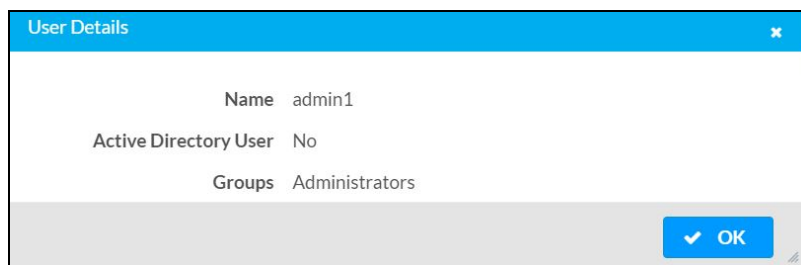 User Details
Name admin1
Active Directory User No
Groups Administrators
OK